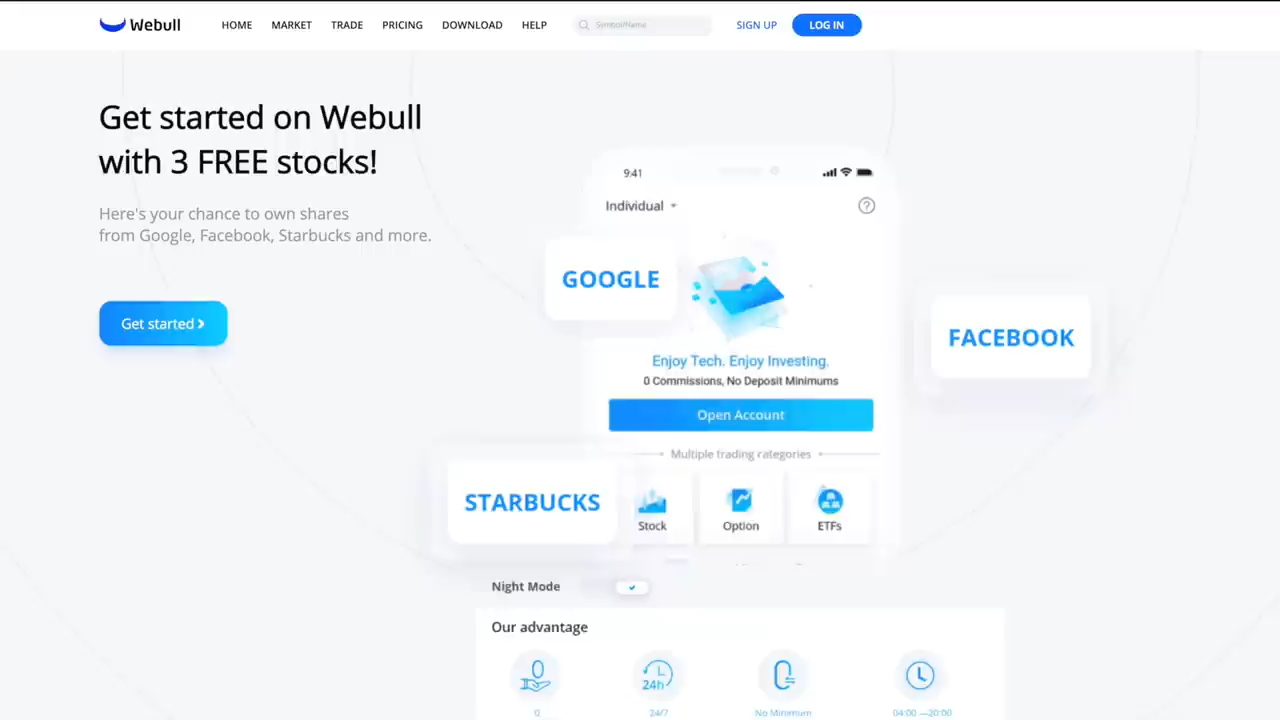 Webull
HOME
MARKET
TRADE
PRICING
DOWNLOAD
HELP
Symbol/Name
SIGN UP
LOG IN
Get started on Webull
with 3 FREE stocks!
Here's your chance to own shares
from Google, Facebook, Starbucks and more.
Get started
9:41
Individual
GOOGLE
FACEBOOK
Enjoy Tech. Enjoy Investing.
0 Commissions, No Deposit Minimums
Open Account
Multiple trading categories
STARBUCKS
Stock
Option
ETFs
Night Mode
Our advantage
0
24h
0
24/7
No Minimum
04:00 —20:00